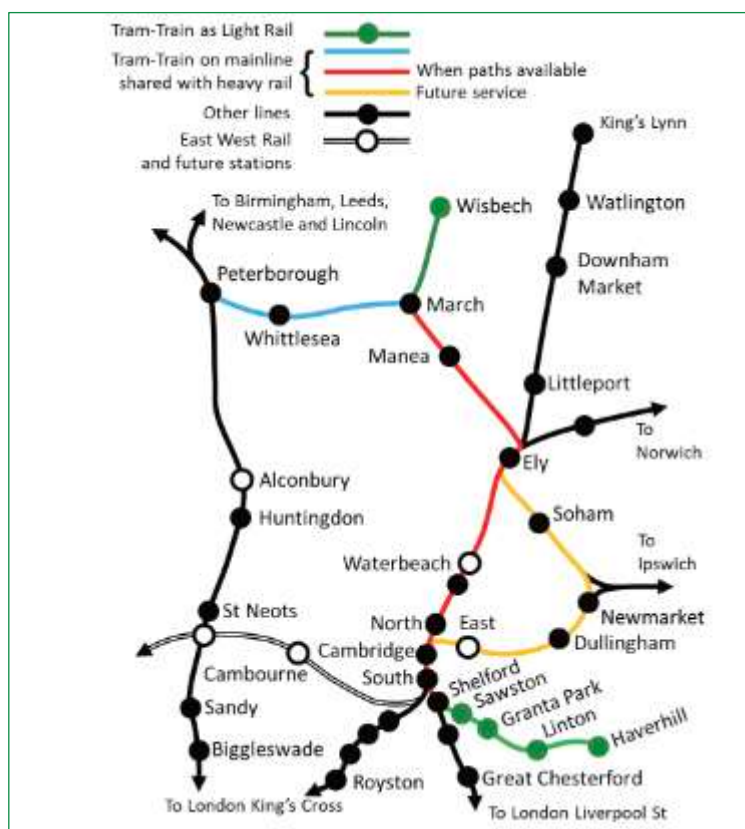 Tram-Train as Light Rail
Tram-Train on mainline
shared with heavy rail
When paths available
Future service
Other lines
East West Rail
and future stations
King's Lynn
To Birmingham, Leeds,
Newcastle and Lincoln
Wisbech
Watlington
Downham
Market
Peterborough
March
Whittlesea
Manea
Littleport
To
Norwich
Ely
Alconbury
Soham
Huntingdon
To
Ipswich
Waterbeach
St Neots
North
East
Newmarket
Dullingham
Cambridge
Cambourne
South
Shelford
Sawston
Granta Park
Linton
Haverhill
Sandy
Biggleswade
Royston
Great Chesterford
To London King's Cross
To London Liverpool St